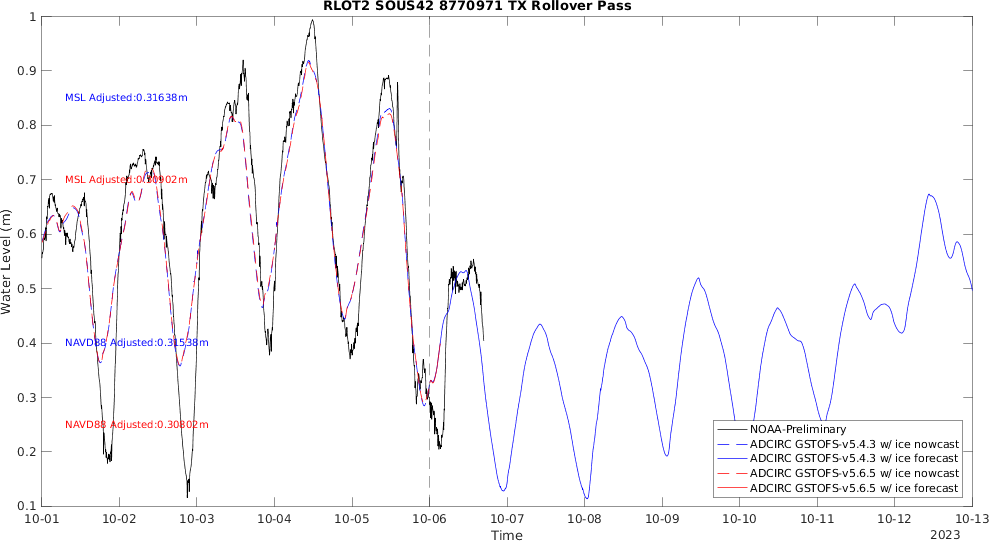 RLOT2 SOUS42 8770971 TX Rollover Pass
1
0.9
0.8
0.7
0.6
0.5
0.4
0.3
0.2
0.1
Water Level (m)
MSL Adjusted:0.31638m
MSL Adjusted:0.30902m
NAVD88 Adjusted:0.31538m
NAVD88 Adjusted:0.30802m
NOAA-Preliminary
ADCIRC GSTOFS-v5.4.3 w/ ice nowcast
ADCIRC GSTOFS-v5.4.3 w/ ice forecast
ADCIRC GSTOFS-v5.6.5 w/ ice nowcast
ADCIRC GSTOFS-v5.6.5 w/ ice forecast
10-01 10-02 10-03 10-04 10-05 10-06 10-07 10-08 10-09 10-10 10-11 10-12 10-13
Time
2023